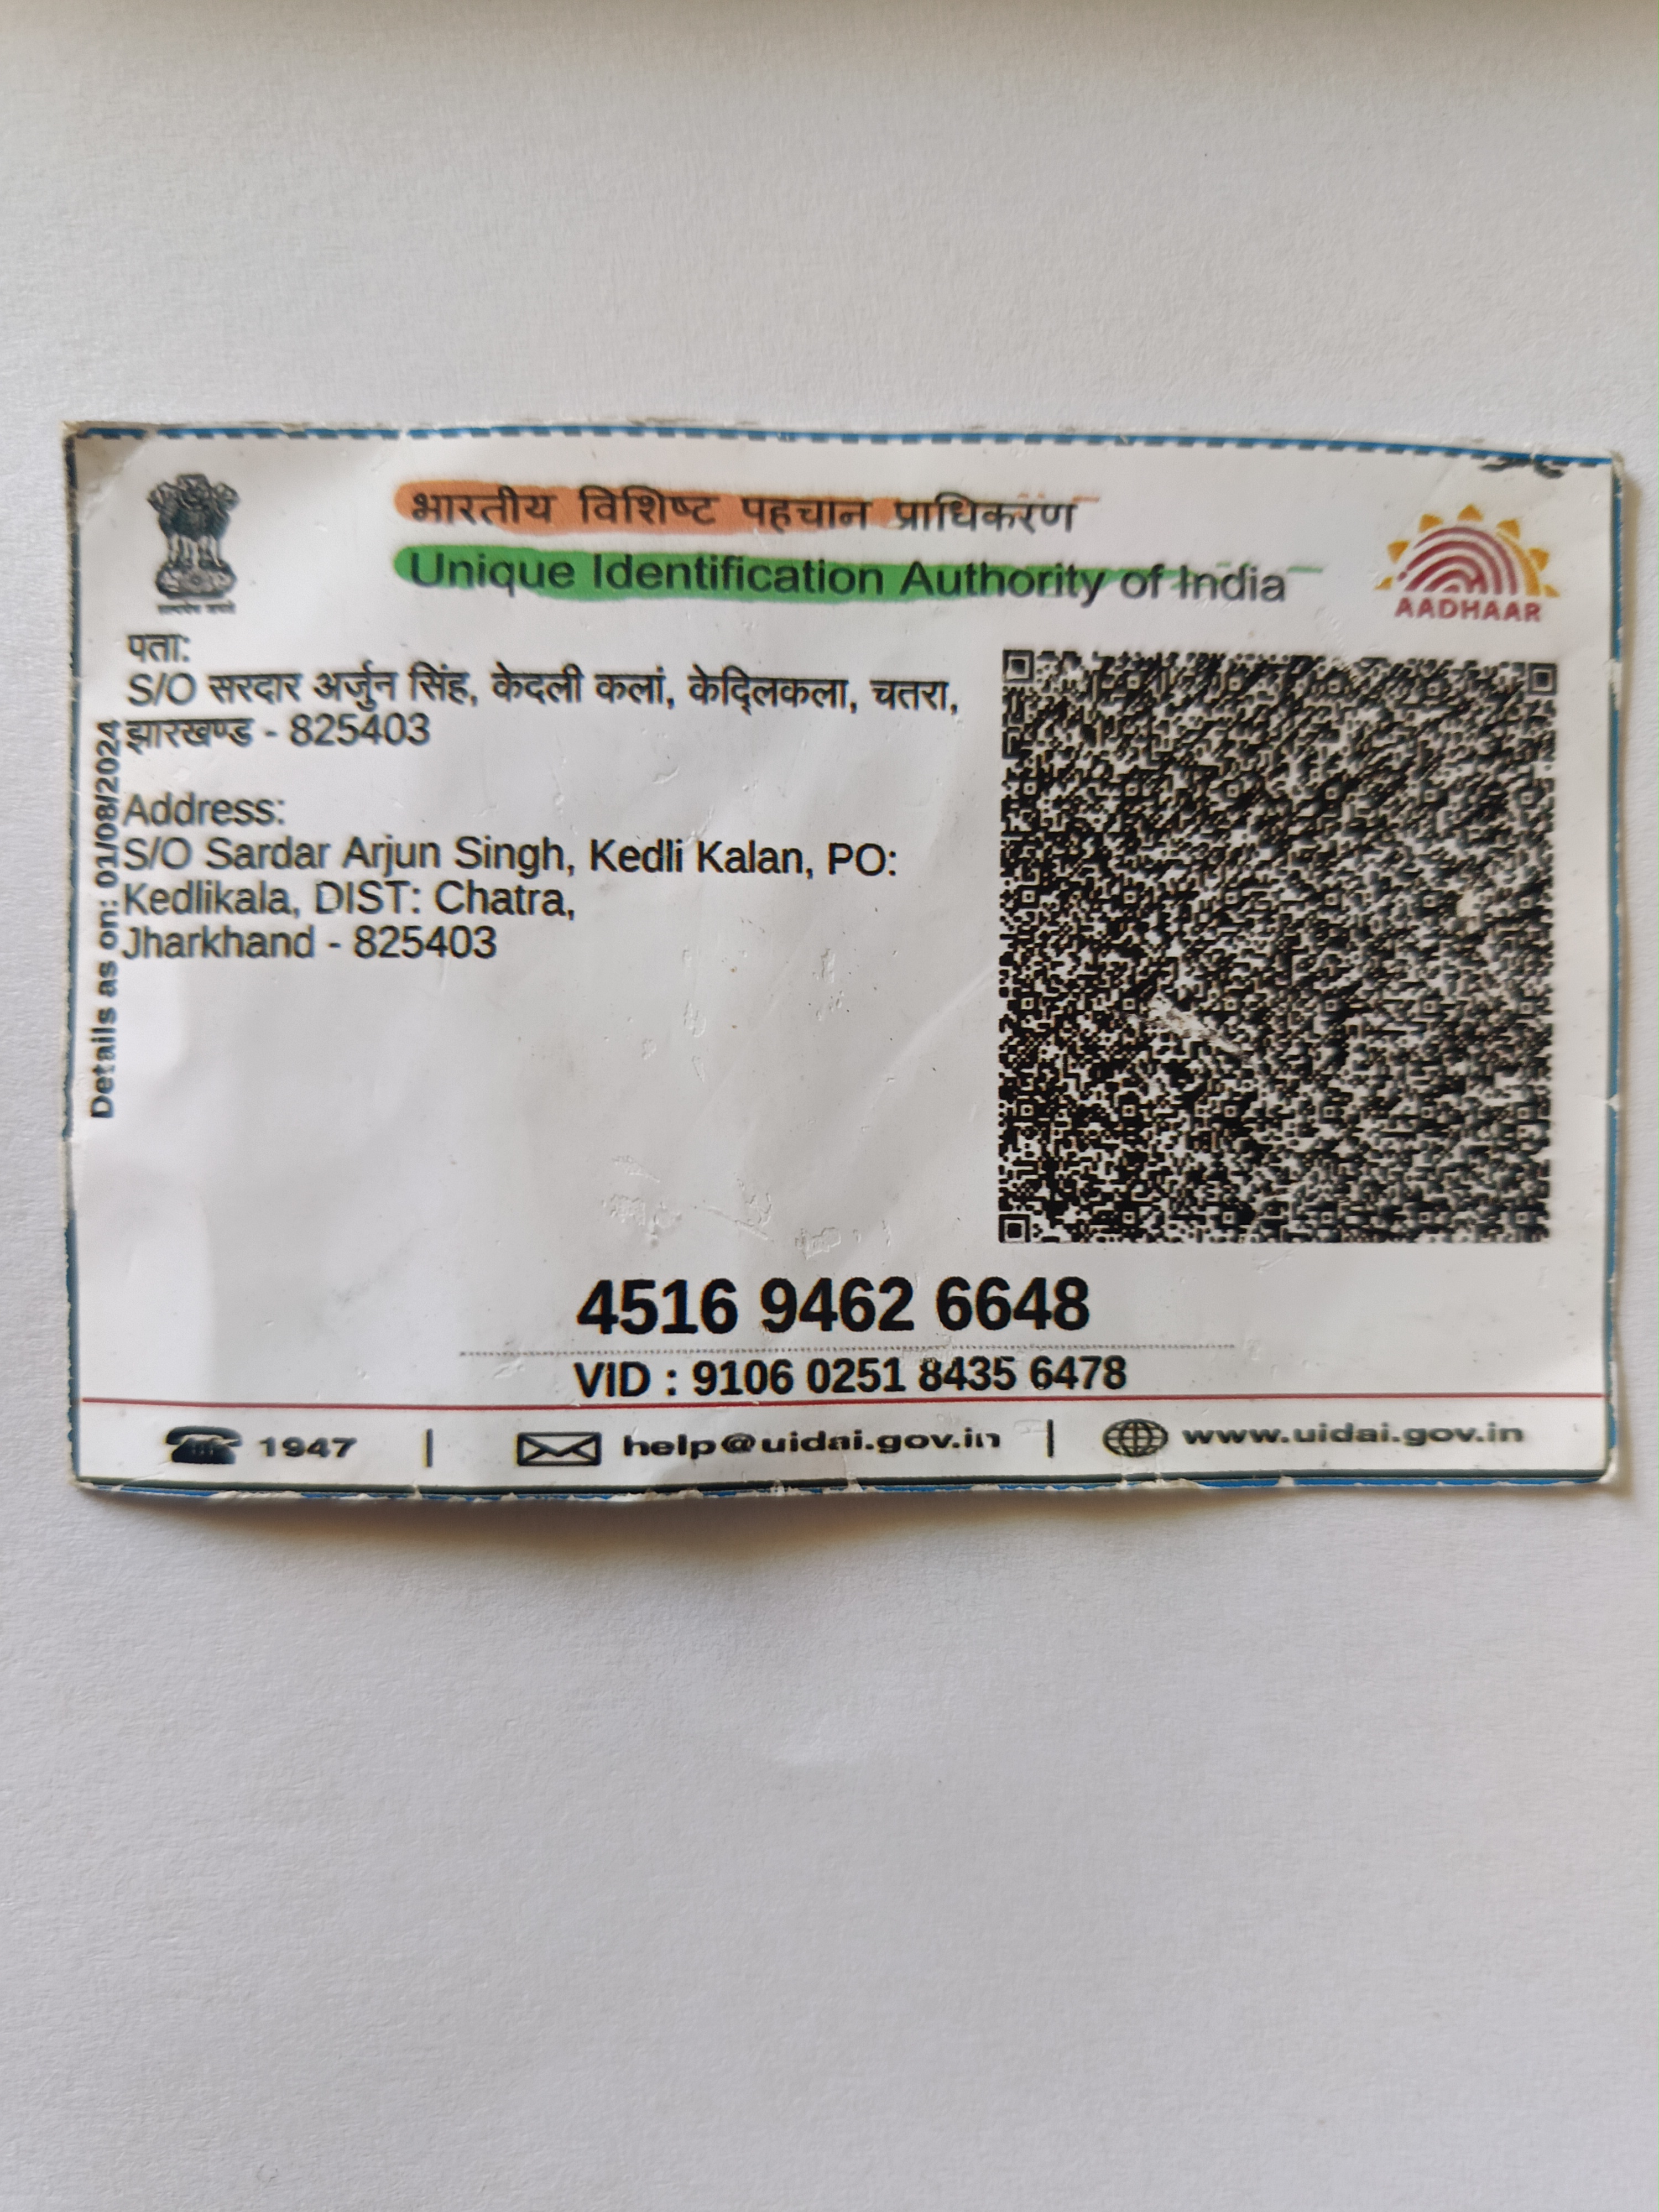 भारतीय विशिष्ट पहचान प्राधिकरण
Unique Identification Authority of India
AADHAAR
पता:
S/O सरदार अर्जुन सिंह, केदली कलां, केद्लिकला, चतरा,
झारखण्ड - 825403
Address:
S/O Sardar Arjun Singh, Kedli Kalan, PO:
Kedlikala, DIST: Chatra,
Jharkhand - 825403
Details as on: 01/08/2024
4516 9462 6648
VID : 9106 0251 8435 6478
1947 | help@uidai.gov.in | www.uidai.gov.in